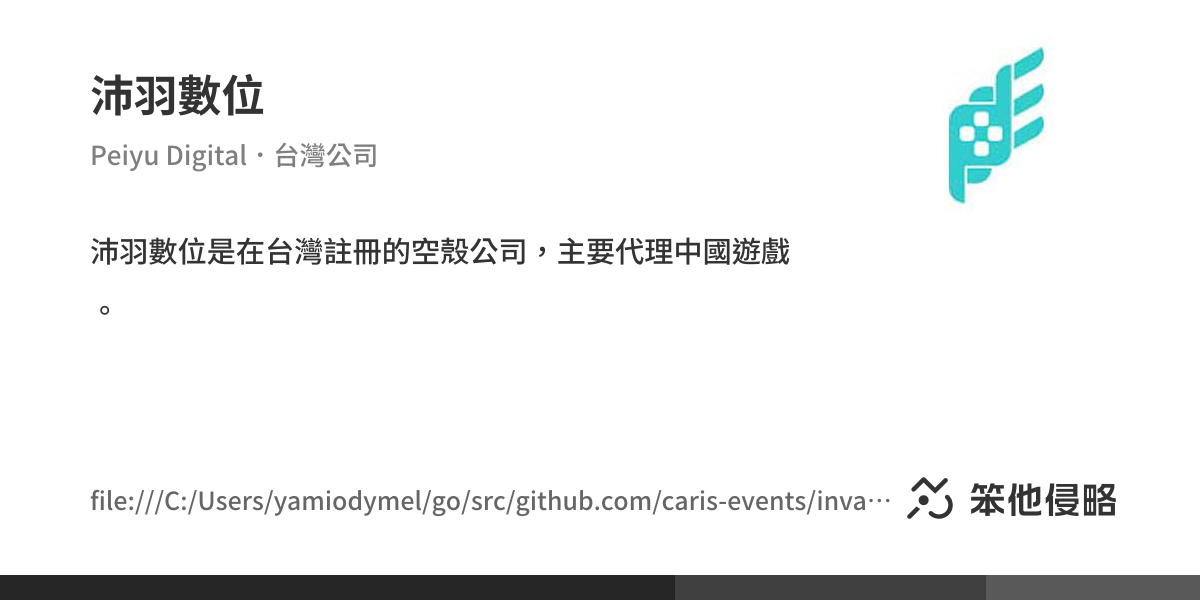 沛羽數位
Peiyu Digital・台灣公司
沛羽數位是在台灣註冊的空殼公司，主要代理中國遊戲
。
file:///C:/Users/yamiodymel/go/src/github.com/caris-events/inva…
笨他侵略